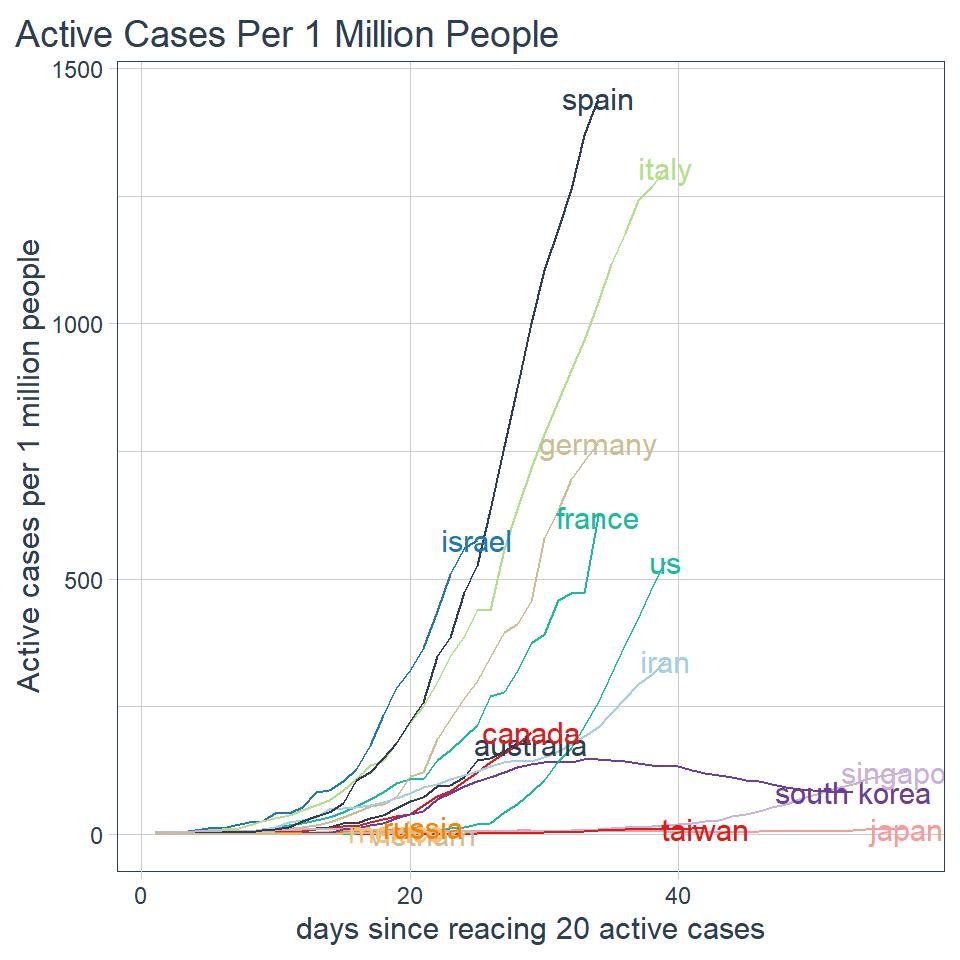 Active Cases Per 1 Million People
1500
1000
500
0
Active cases per 1 million people
spain
italy
germany
france
israel
us
iran
canada
australia
singapo
south korea
russia
vietnam
taiwan
japan
0 20 40
days since reacing 20 active cases